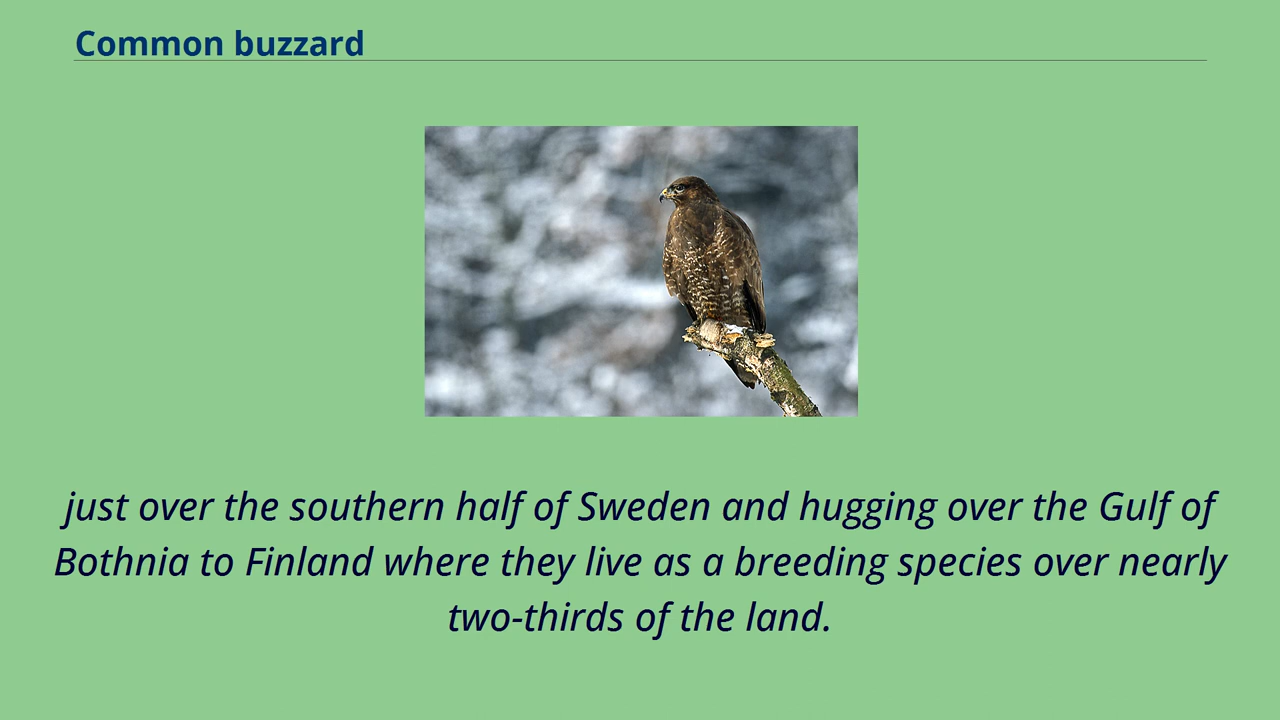 Common buzzard
just over the southern half of Sweden and hugging over the Gulf of
Bothnia to Finland where they live as a breeding species over nearly
two-thirds of the land.